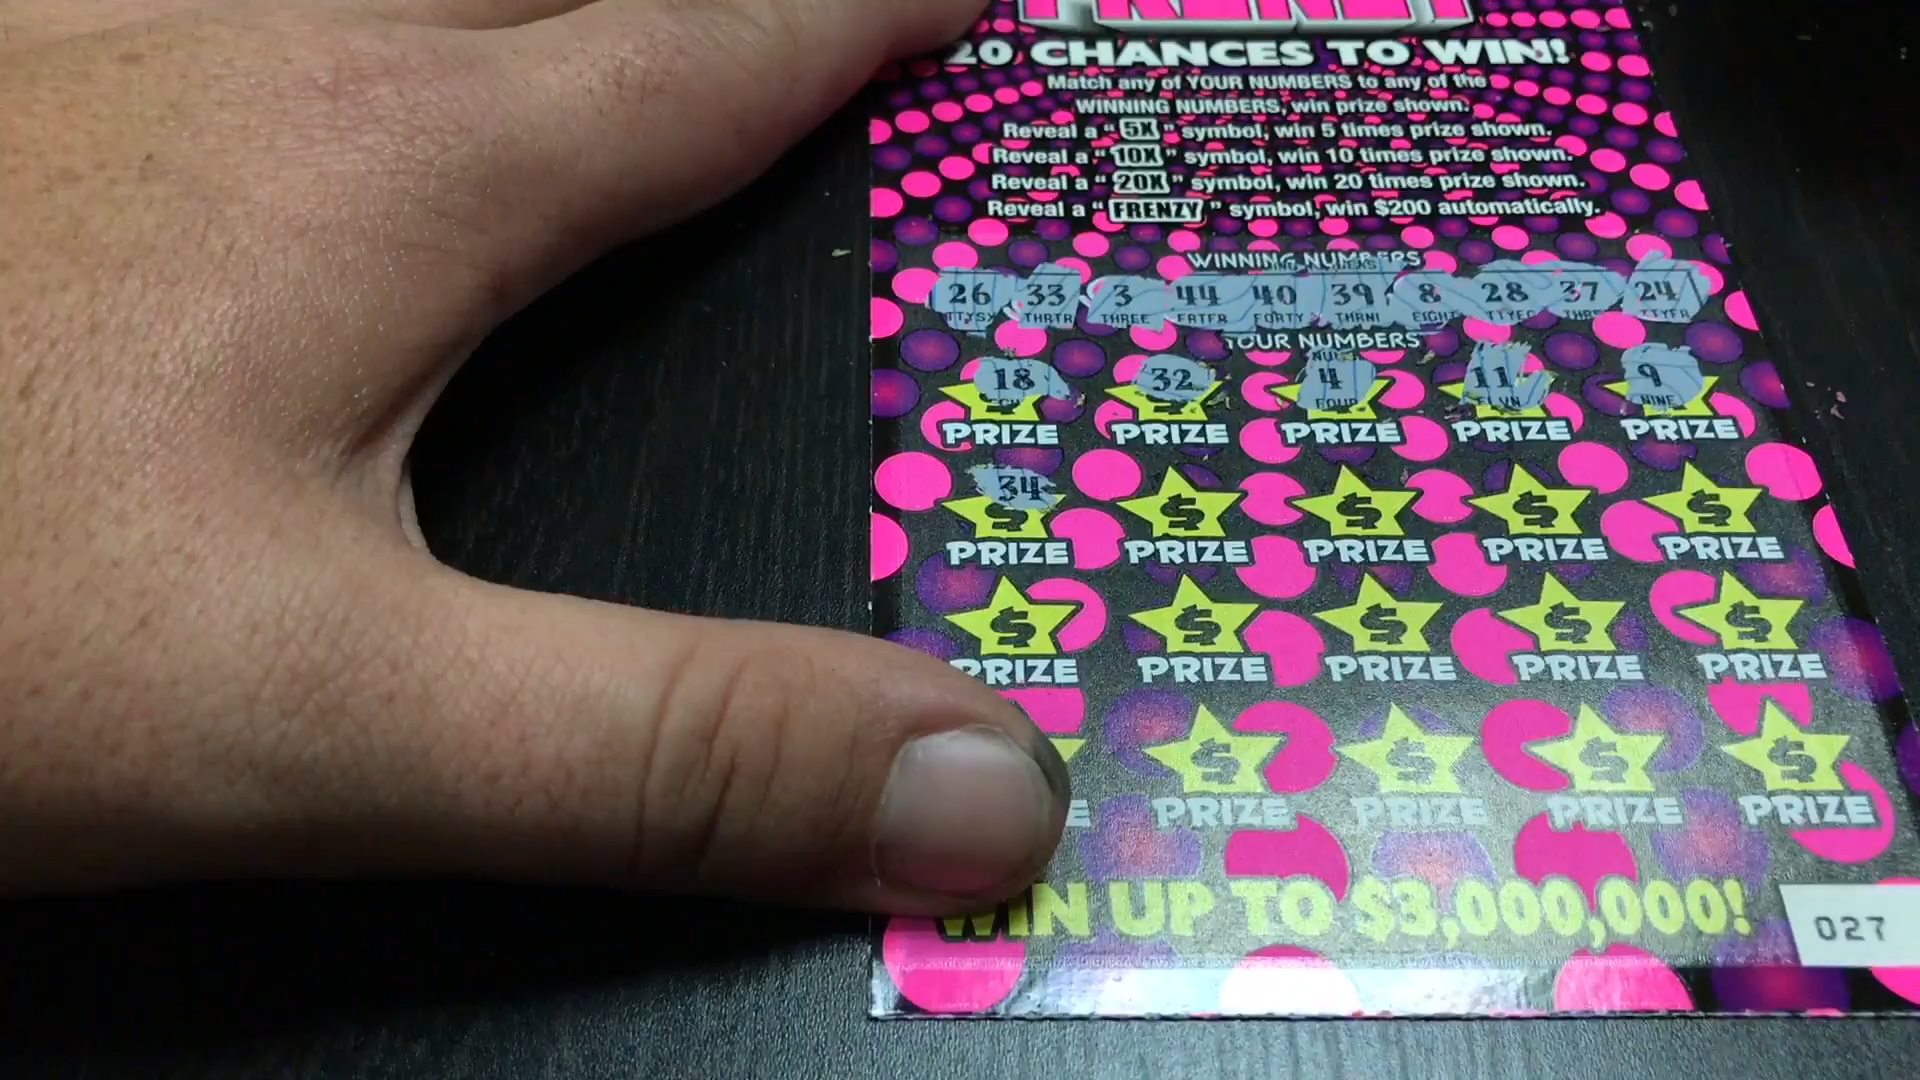 FRENZY
20 CHANCES TO WIN!
Match any of YOUR NUMBERS to any of the
WINNING NUMBERS, win prize shown.
Reveal a "5X" symbol, win 5 times prize shown.
Reveal a "10X" symbol, win 10 times prize shown.
Reveal a "20X" symbol, win 20 times prize shown.
Reveal a "FRENZY" symbol, win $200 automatically.
WINNING NUMBERS
26 33 3 44 40 39 8 28 37 24
THRTR THREE FRTFR FORTY THRNI EIGHT
YOUR NUMBERS
18 32 4 11 9
FOUR ELVN NINE
PRIZE PRIZE PRIZE PRIZE PRIZE
34 $ $ $ $
PRIZE PRIZE PRIZE PRIZE PRIZE
$ $ $ $ $
PRIZE PRIZE PRIZE PRIZE PRIZE
$ $ $ $
PRIZE PRIZE PRIZE PRIZE
WIN UP TO $3,000,000!
027